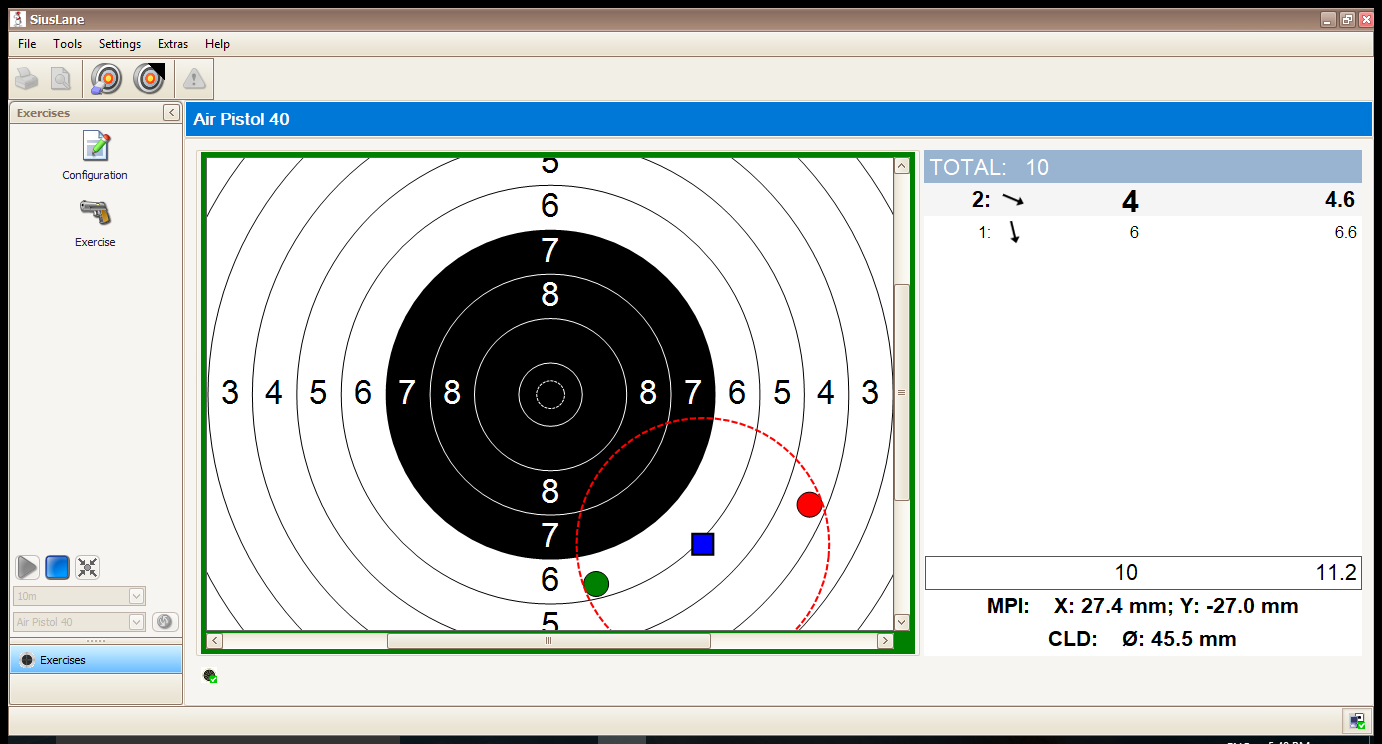 SiusLane
File Tools Settings Extras Help
Exercises
Configuration
Exercise
10m
Air Pistol 40
Exercises
Air Pistol 40
5
6
7
8
3 4 5 6 7 8 8 7 6 5 4 3
8
7
6
5
TOTAL: 10
2: 4 4.6
1: 6 6.6
10 11.2
MPI: X: 27.4 mm; Y: -27.0 mm
CLD: Ø: 45.5 mm